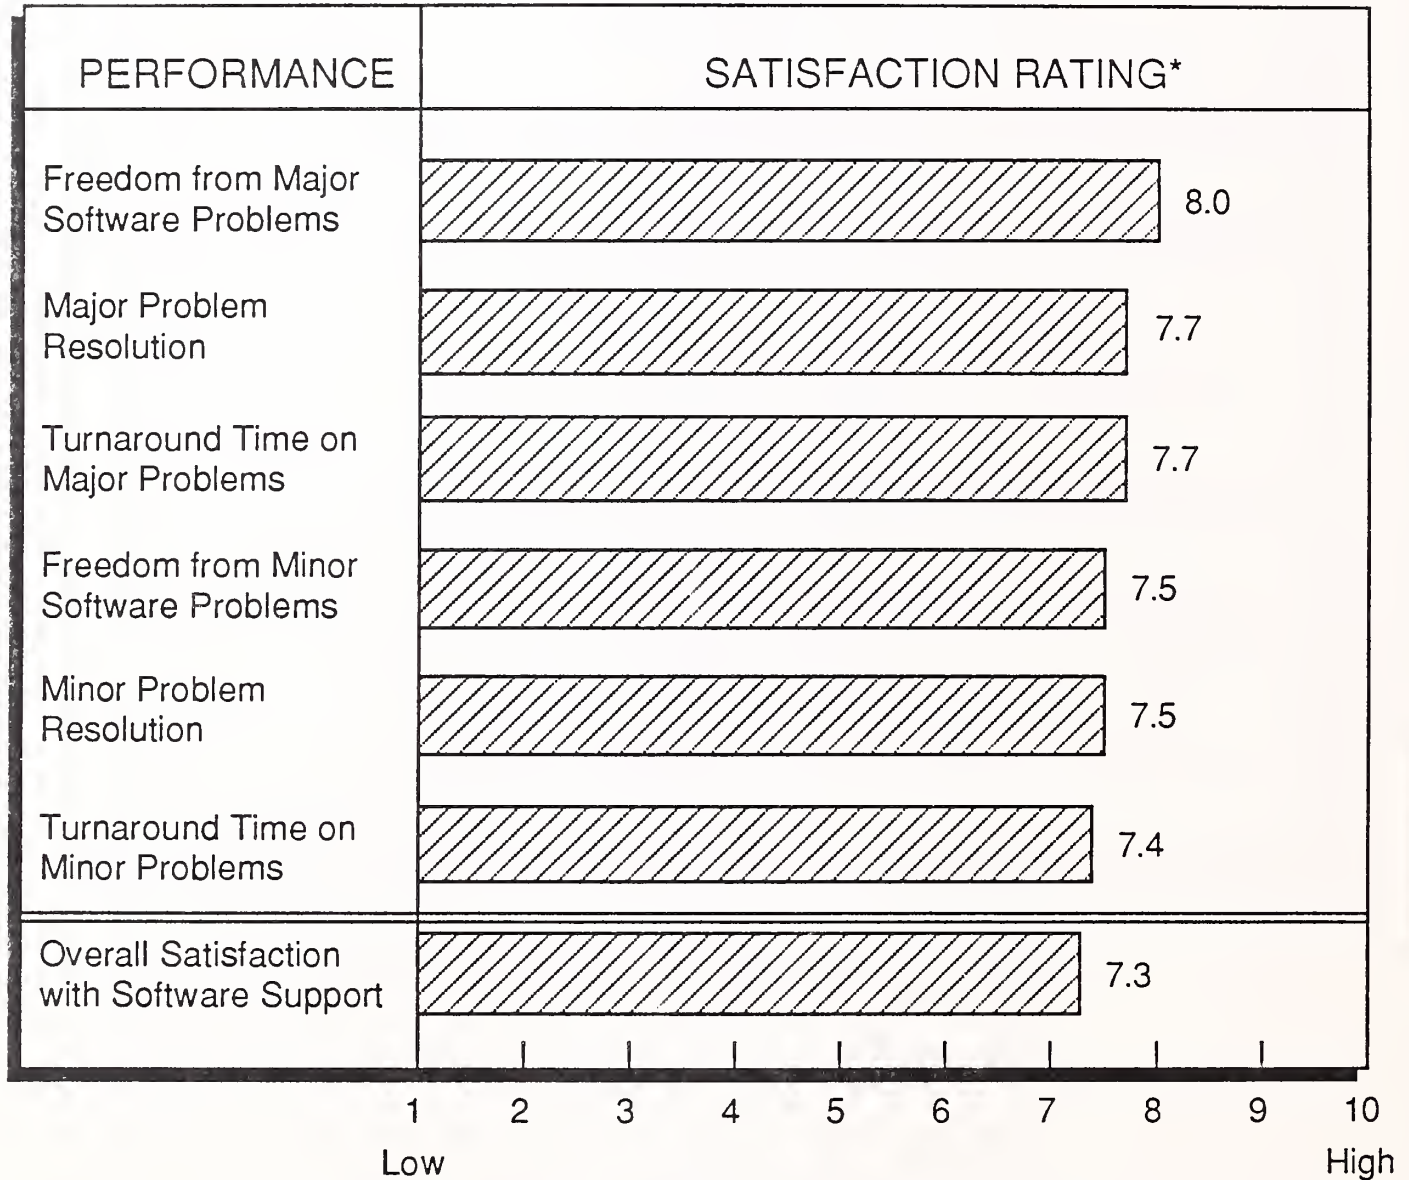 PERFORMANCE
SATISFACTION RATING*
Freedom from Major
Software Problems
8.0
Major Problem
Resolution
7.7
Turnaround Time on
Major Problems
7.7
Freedom from Minor
Software Problems
7.5
Minor Problem
Resolution
7.5
Turnaround Time on
Minor Problems
7.4
Overall Satisfaction
with Software Support
7.3
1 2 3 4 5 6 7 8 9 10
Low High